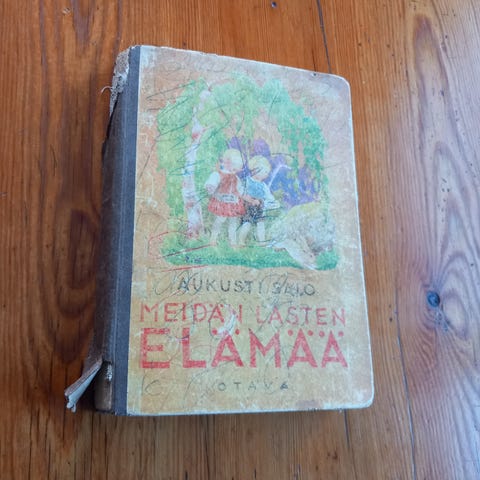 AUKUSTI SALO
MEIDÄN LASTEN
ELÄMÄÄ
OTAVA